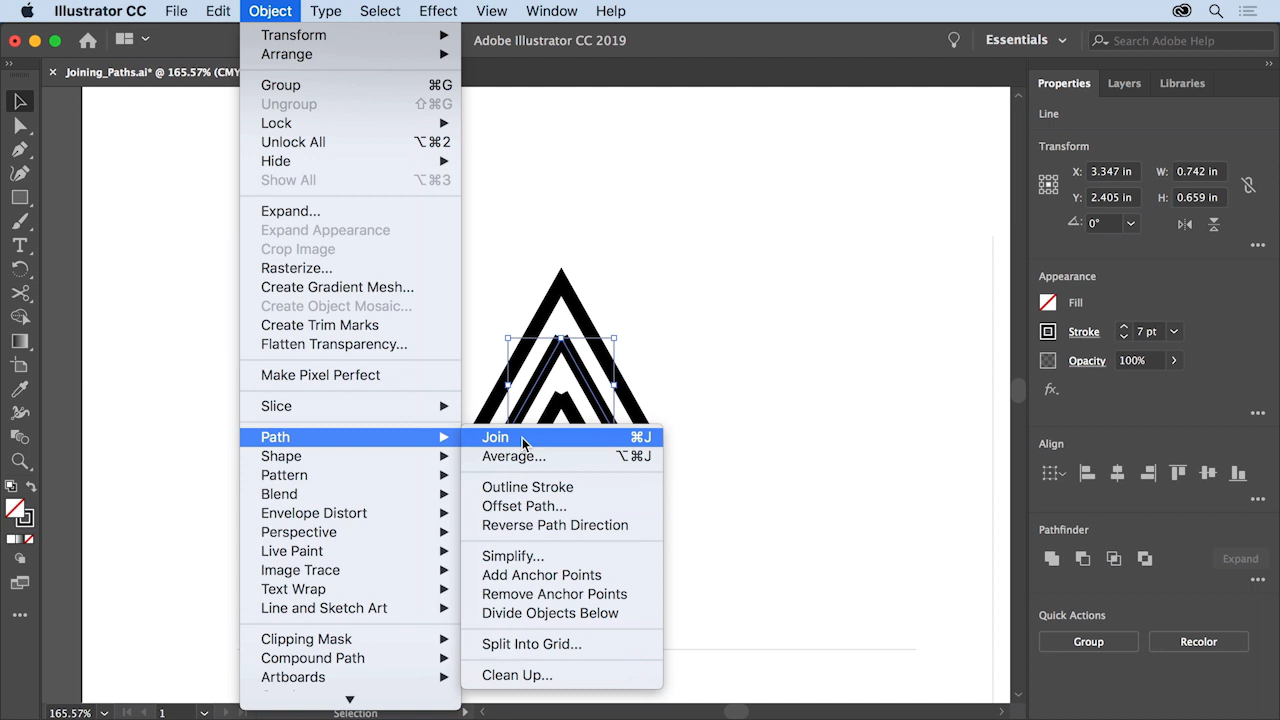 Illustrator CC File Edit Object Type Select Effect View Window Help
Adobe Illustrator CC 2019
Essentials
Search Adobe Help
Joining_Paths.ai* @ 165.57% (CMY
Transform
Arrange
Group ⌘G
Ungroup ⇧⌘G
Lock
Unlock All ⌥⌘2
Hide
Show All ⌥⌘3
Expand...
Expand Appearance
Crop Image
Rasterize...
Create Gradient Mesh...
Create Object Mosaic...
Create Trim Marks
Flatten Transparency...
Make Pixel Perfect
Slice
Path
Shape
Pattern
Blend
Envelope Distort
Perspective
Live Paint
Image Trace
Text Wrap
Line and Sketch Art
Clipping Mask
Compound Path
Artboards
Join ⌘J
Average... ⌥⌘J
Outline Stroke
Offset Path...
Reverse Path Direction
Simplify...
Add Anchor Points
Remove Anchor Points
Divide Objects Below
Split Into Grid...
Clean Up...
Properties Layers Libraries
Line
Transform
X: 3.347 in W: 0.742 in
Y: 2.405 in H: 0.659 in
0°
Appearance
Fill
Stroke 7 pt
Opacity 100%
fx.
Align
Pathfinder
Expand
Quick Actions
Group Recolor
165.57% 1 Selection